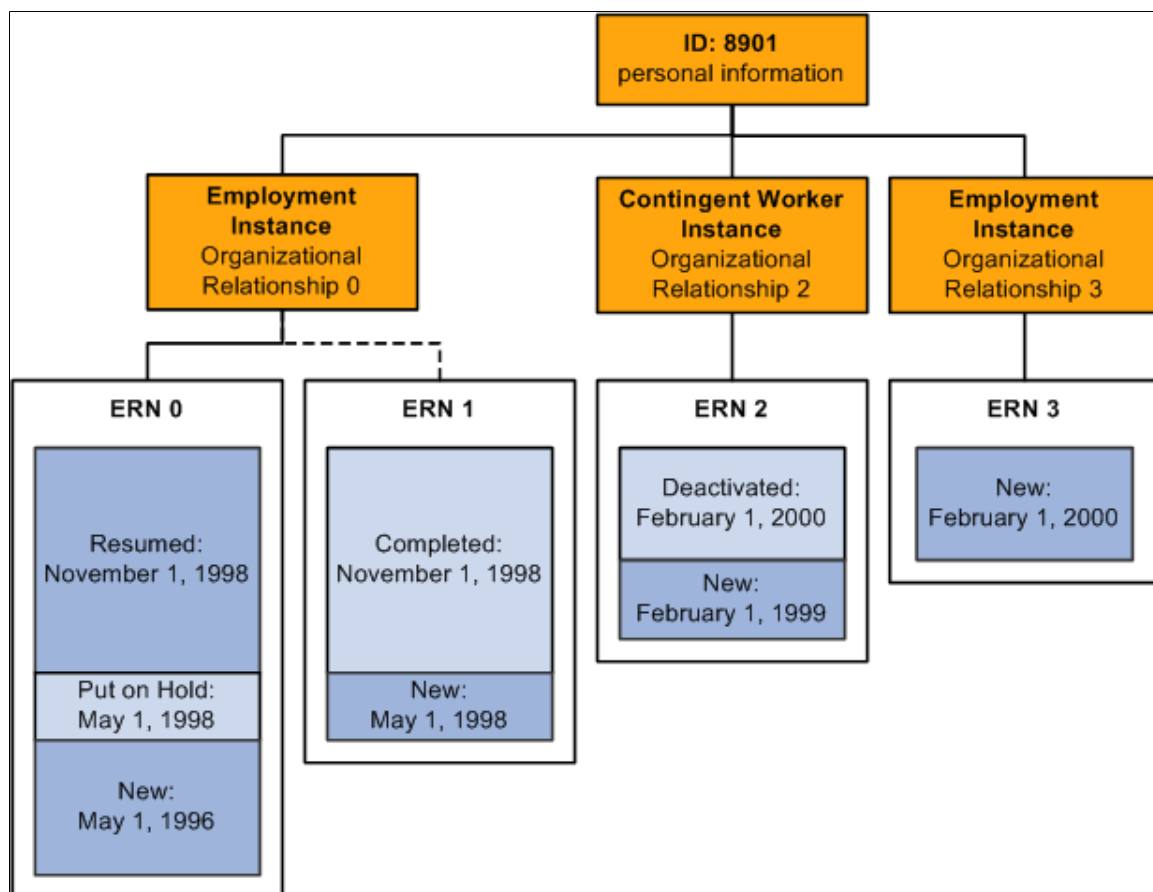 ID: 8901
personal information
Employment
Instance
Organizational
Relationship 0
Contingent Worker
Instance
Organizational
Relationship 2
Employment
Instance
Organizational
Relationship 3
ERN 0
Resumed:
November 1, 1998
Put on Hold:
May 1, 1998
New:
May 1, 1996
ERN 1
Completed:
November 1, 1998
New:
May 1, 1998
ERN 2
Deactivated:
February 1, 2000
New:
February 1, 1999
ERN 3
New:
February 1, 2000